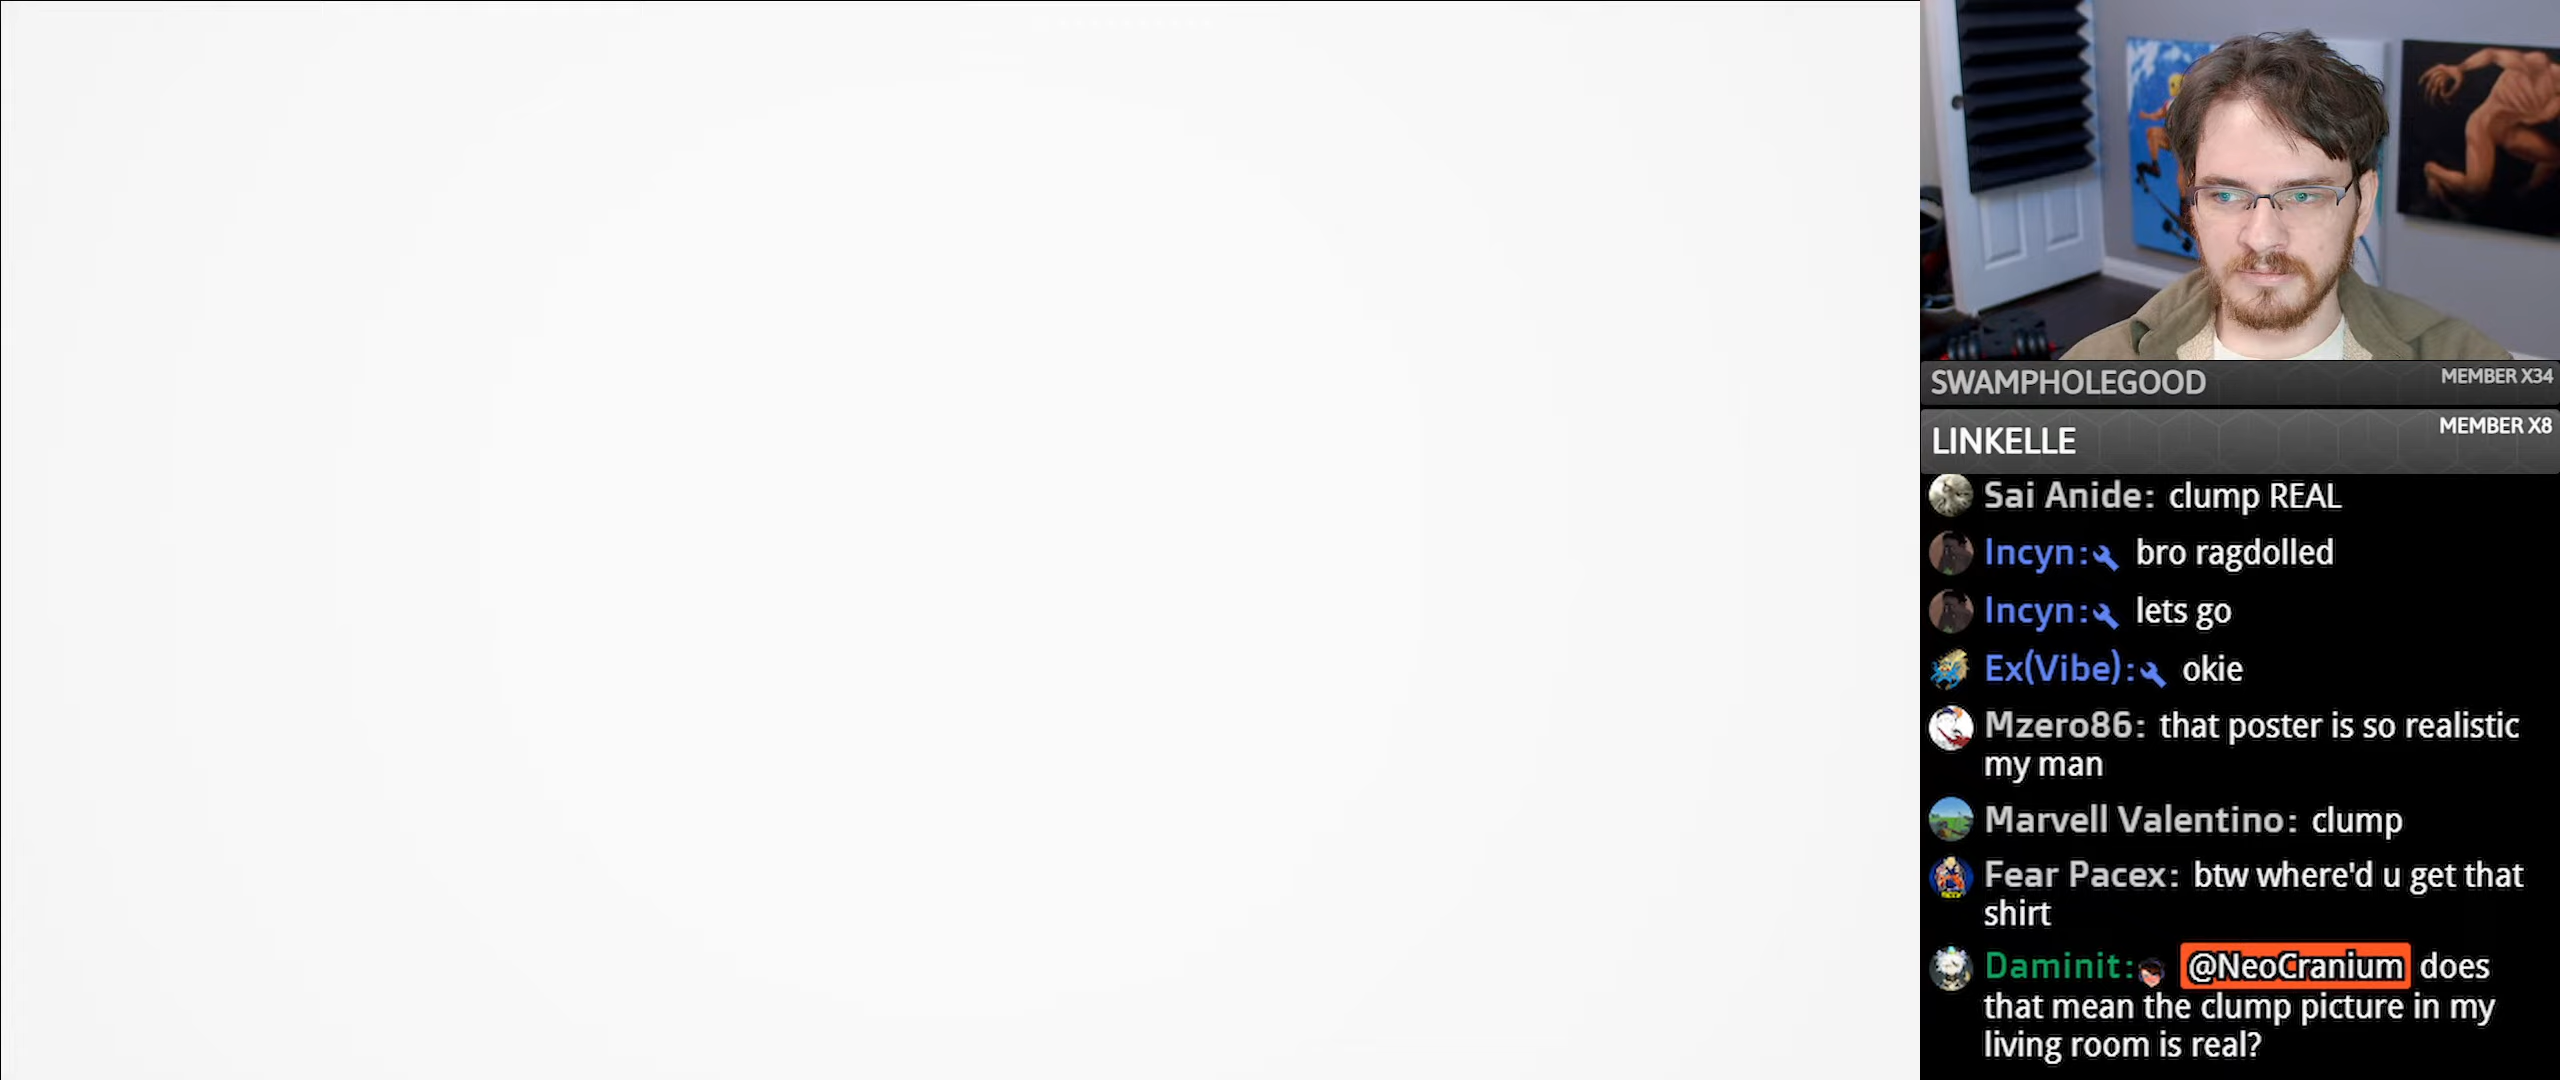 SWAMPHOLEGOOD MEMBER X34
LINKELLE MEMBER X8
Sai Anide: clump REAL
Incyn: bro ragdolled
Incyn: lets go
Ex(Vibe): okie
Mzero86: that poster is so realistic
my man
Marvell Valentino: clump
Fear Pacex: btw where'd u get that
shirt
Daminit: @NeoCranium does
that mean the clump picture in my
living room is real?